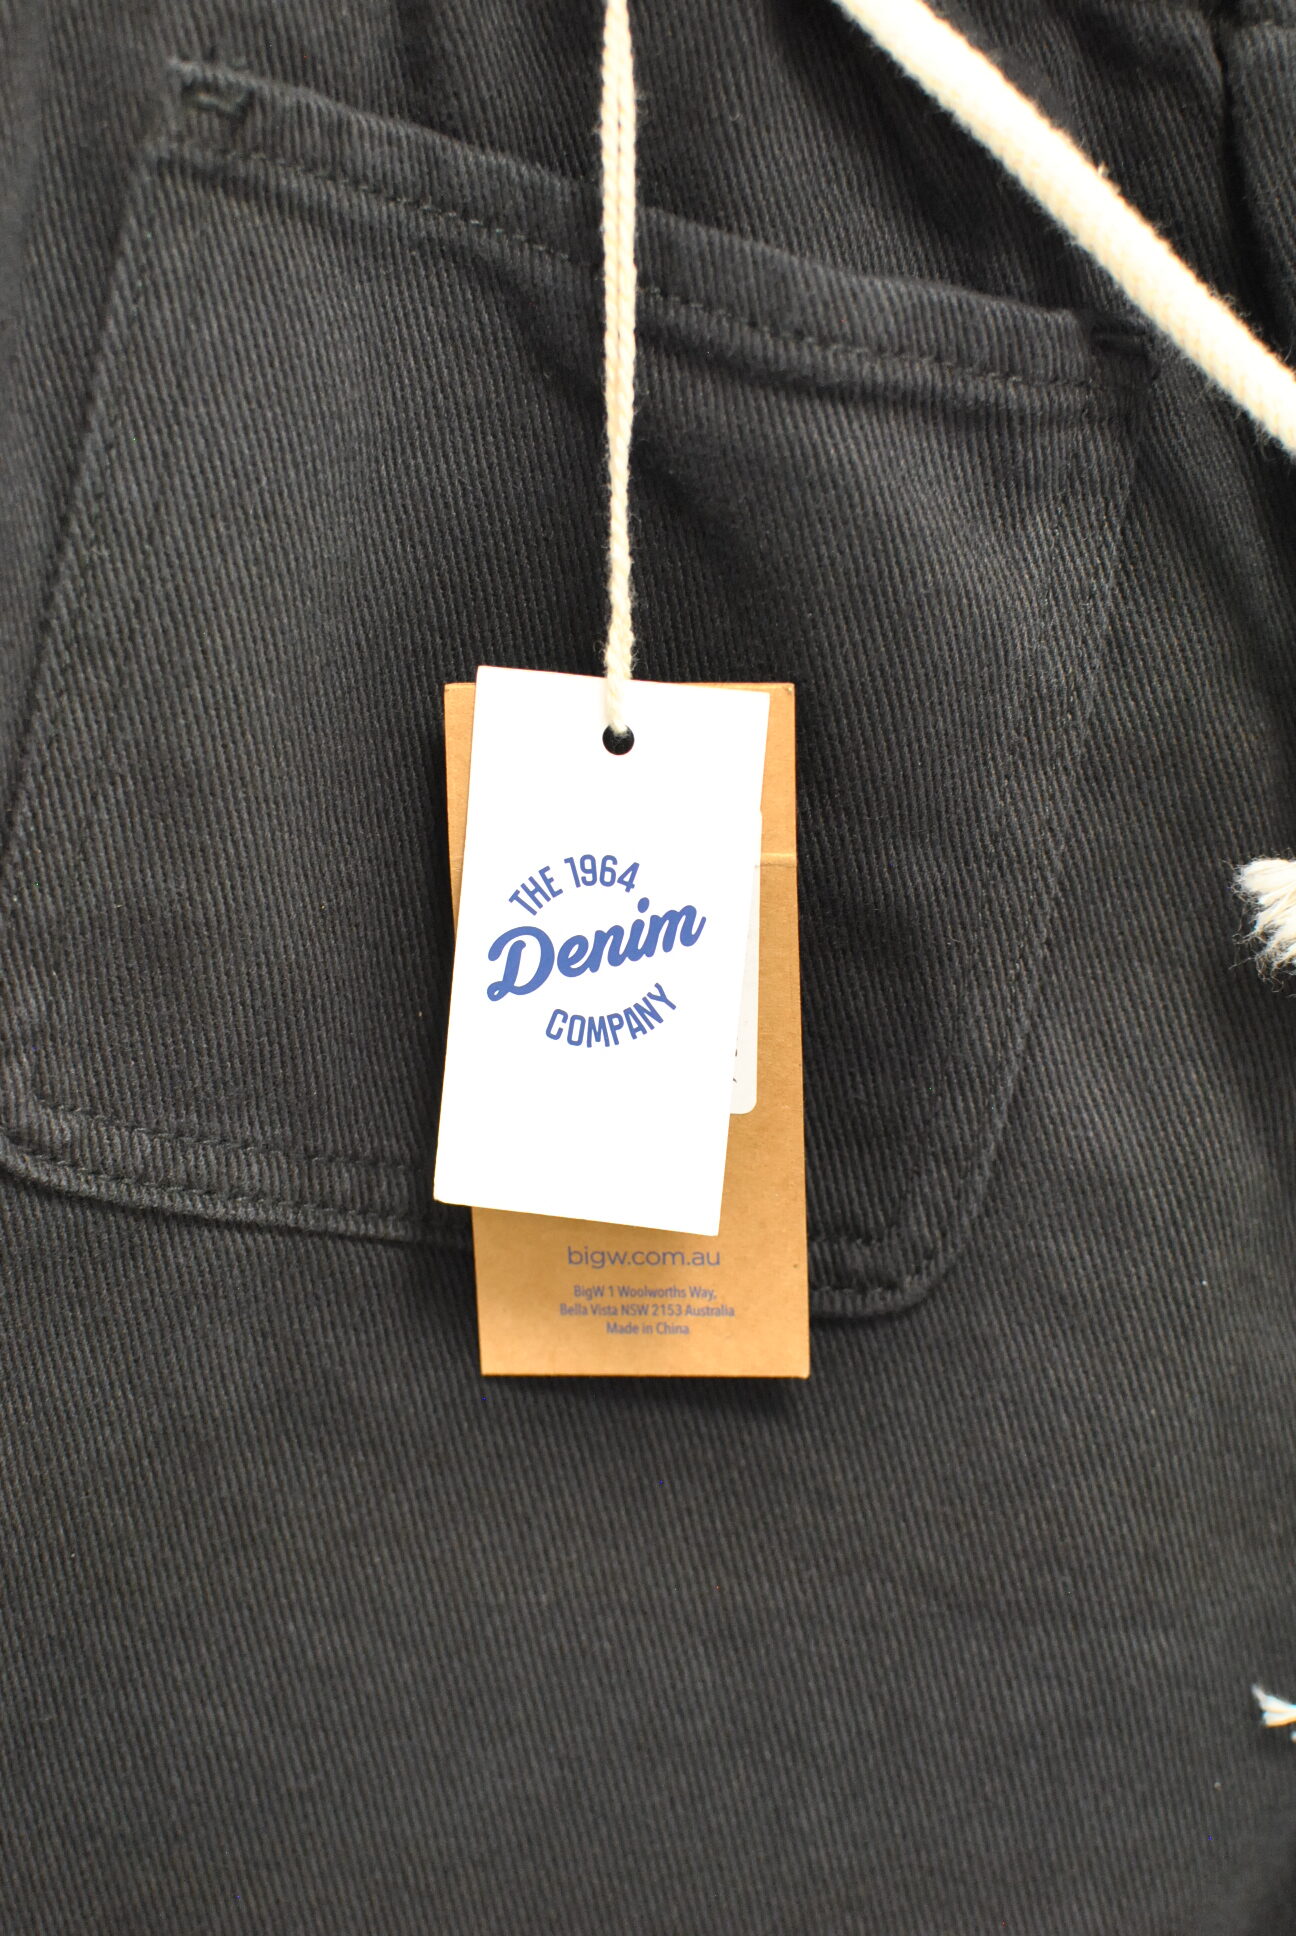 THE 1964
Denim
COMPANY
bigw.com.au
BigW 1 Woolworths Way,
Bella Vista NSW 2153 Australia
Made in China